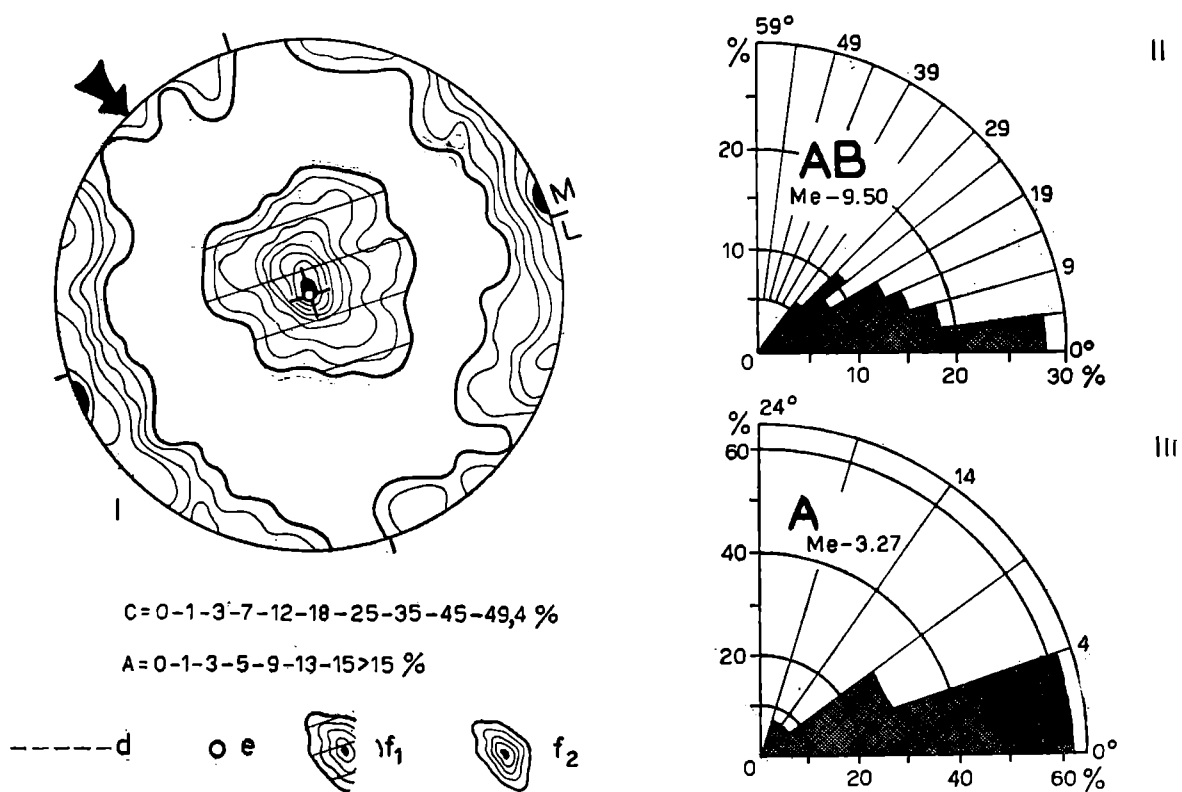 M
L
I
C=0-1-3-7-12-18-25-35-45-49,4 %
A=0-1-3-5-9-13-15>15 %
d
e
f1
f2
II
59°
49
39
29
19
9
0°
%
20
10
0
10
20
30 %
AB
Me-9.50
III
24°
14
4
0°
%
60
40
20
0
20
40
60 %
A
Me-3.27